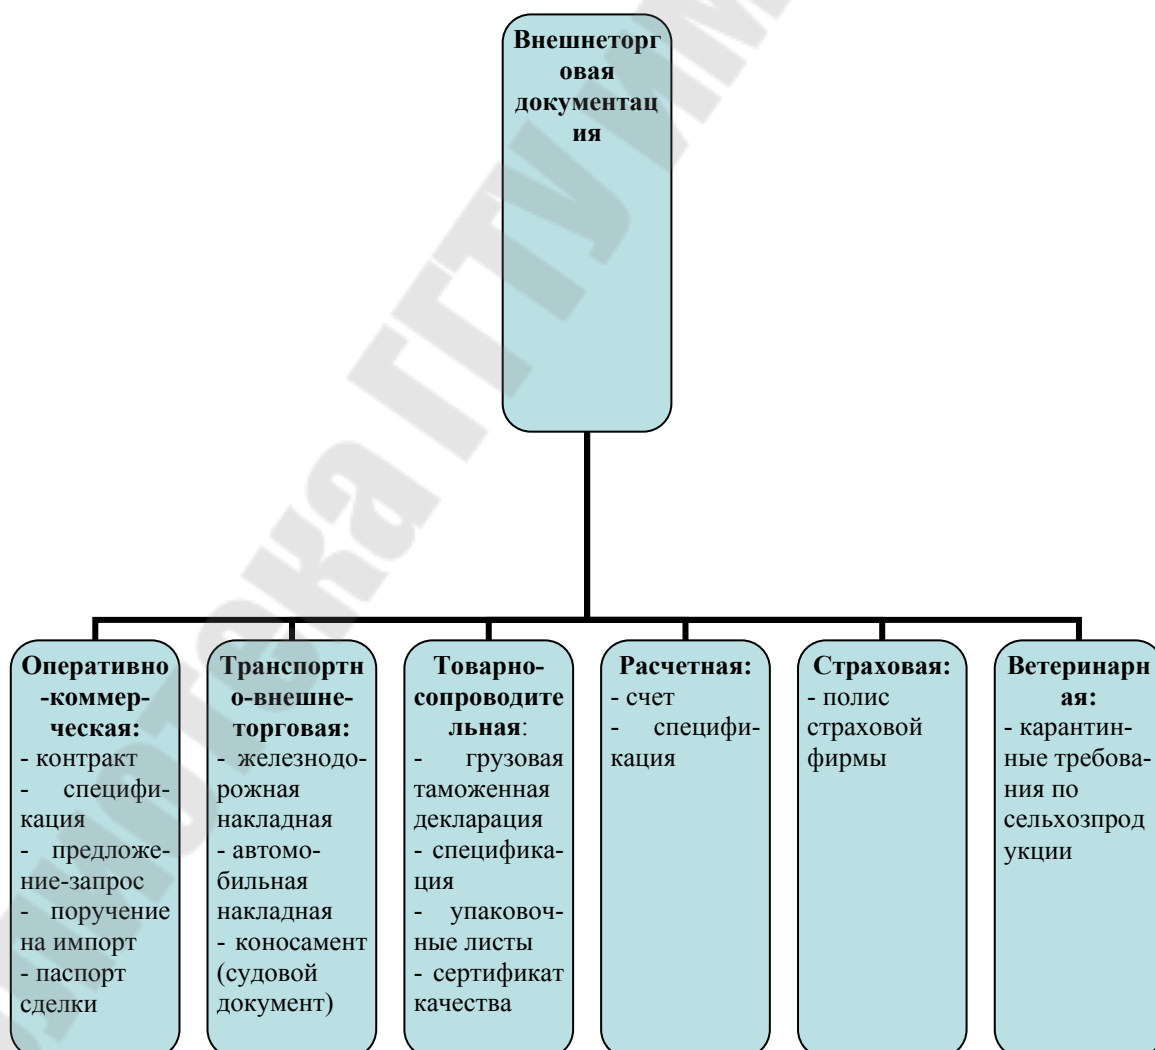 Внешнеторг
овая
документац
ия
Оперативно
-коммер-
ческая:
- контракт
- специфи-
кация
- предложе-
ние-запрос
- поручение
на импорт
- паспорт
сделки
Транспортн
о-внешне-
торговая:
- железнодо-
рожная
накладная
- автомо-
бильная
накладная
- коносамент
(судовой
документ)
Товарно-
сопроводите
льная:
- грузовая
таможенная
декларация
- специфика-
ция
- упаковоч-
ные листы
- сертификат
качества
Расчетная:
- счет
- специфи-
кация
Страховая:
- полис
страховой
фирмы
Ветеринарн
ая:
- карантин-
ные требова-
ния по
сельхозпрод
укции